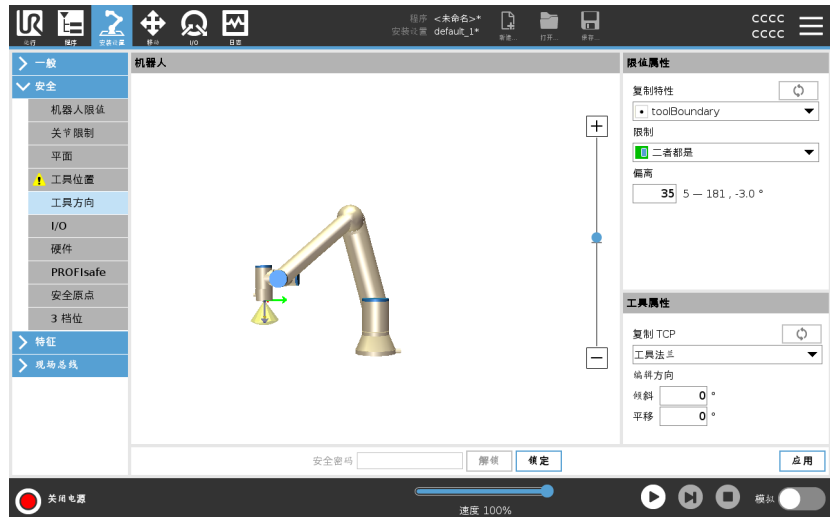 UR
运行 程序 安装设置 移动 I/O 日志
程序 <未命名>*
安装设置 default_1*
新建... 打开... 保存...
cccc
cccc
一般
安全
机器人限值
关节限制
平面
工具位置
工具方向
I/O
硬件
PROFIsafe
安全原点
3 档位
特征
现场总线
机器人
+
−
限值属性
复制特性
toolBoundary
限制
二者都是
偏离
35 5 — 181 , -3.0 °
工具属性
复制 TCP
工具法兰
编辑方向
倾斜 0 °
平移 0 °
安全密码 解锁 锁定
应用
关闭电源
速度 100%
模拟